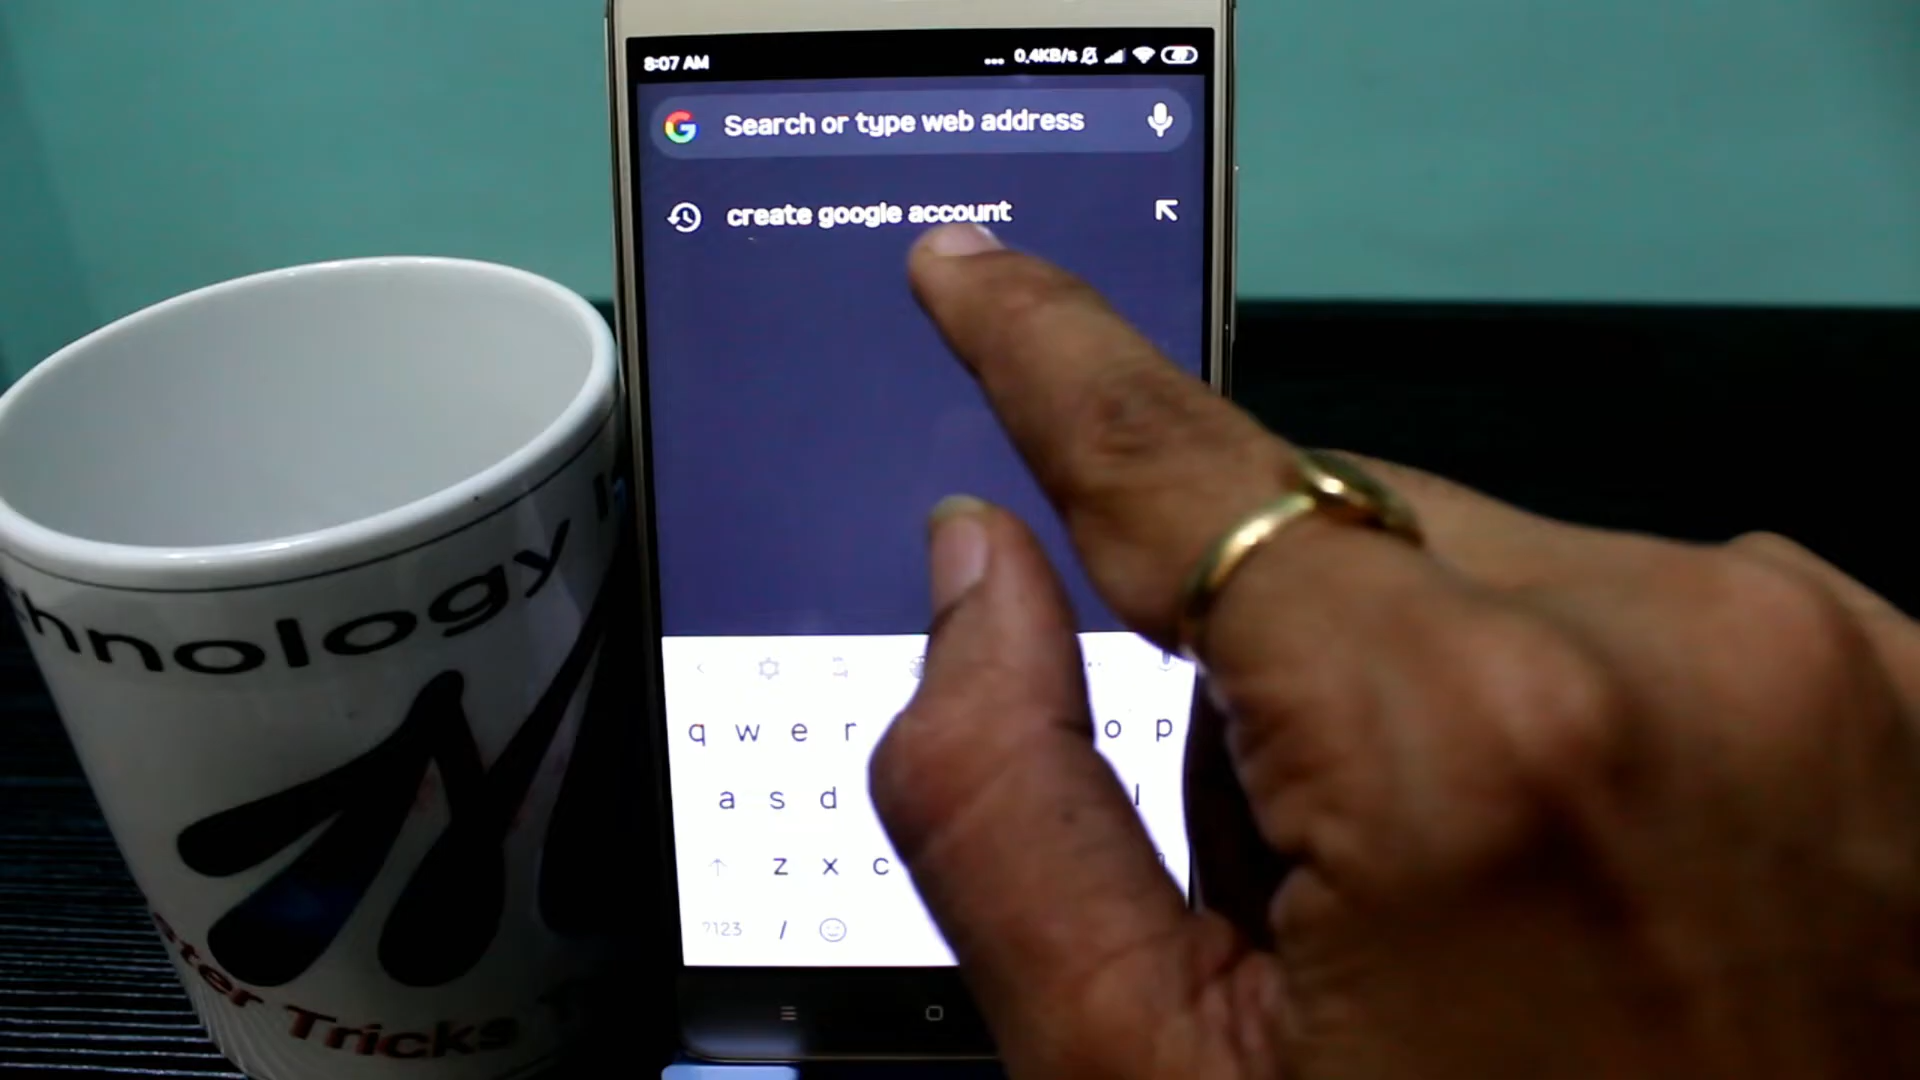 8:07 AM
... 0.4KB/s
Search or type web address
create google account
q w e r o p
a s d l
z x c
?123 / 
hnology
Tricks